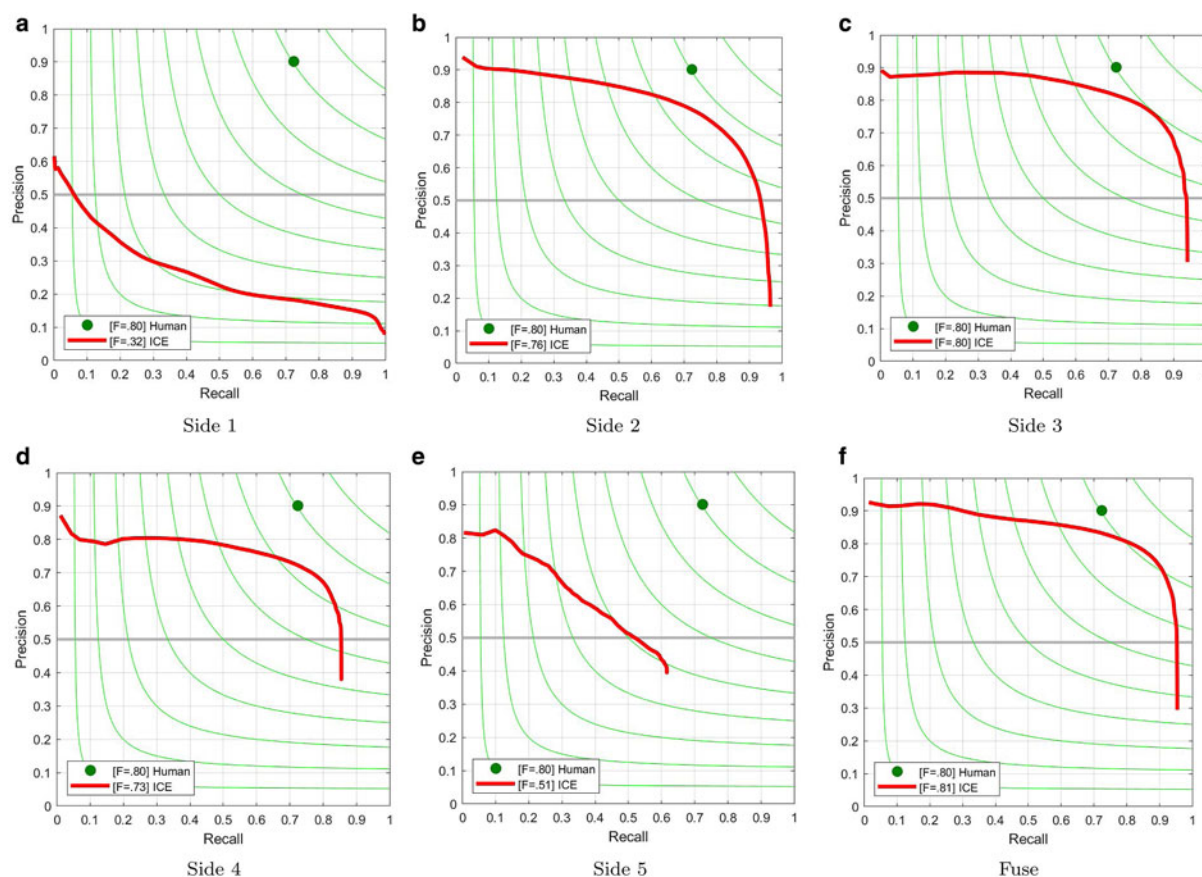 a
1
0.9
0.8
0.7
0.6
0.5
0.4
0.3
0.2
0.1
0
Precision
[F=.80] Human
[F=.32] ICE
0 0.1 0.2 0.3 0.4 0.5 0.6 0.7 0.8 0.9 1
Recall
Side 1
b
1
0.9
0.8
0.7
0.6
0.5
0.4
0.3
0.2
0.1
0
Precision
[F=.80] Human
[F=.76] ICE
0 0.1 0.2 0.3 0.4 0.5 0.6 0.7 0.8 0.9 1
Recall
Side 2
c
1
0.9
0.8
0.7
0.6
0.5
0.4
0.3
0.2
0.1
0
Precision
[F=.80] Human
[F=.80] ICE
0 0.1 0.2 0.3 0.4 0.5 0.6 0.7 0.8 0.9 1
Recall
Side 3
d
1
0.9
0.8
0.7
0.6
0.5
0.4
0.3
0.2
0.1
0
Precision
[F=.80] Human
[F=.73] ICE
0 0.1 0.2 0.3 0.4 0.5 0.6 0.7 0.8 0.9 1
Recall
Side 4
e
1
0.9
0.8
0.7
0.6
0.5
0.4
0.3
0.2
0.1
0
Precision
[F=.80] Human
[F=.51] ICE
0 0.1 0.2 0.3 0.4 0.5 0.6 0.7 0.8 0.9 1
Recall
Side 5
f
1
0.9
0.8
0.7
0.6
0.5
0.4
0.3
0.2
0.1
0
Precision
[F=.80] Human
[F=.81] ICE
0 0.1 0.2 0.3 0.4 0.5 0.6 0.7 0.8 0.9 1
Recall
Fuse